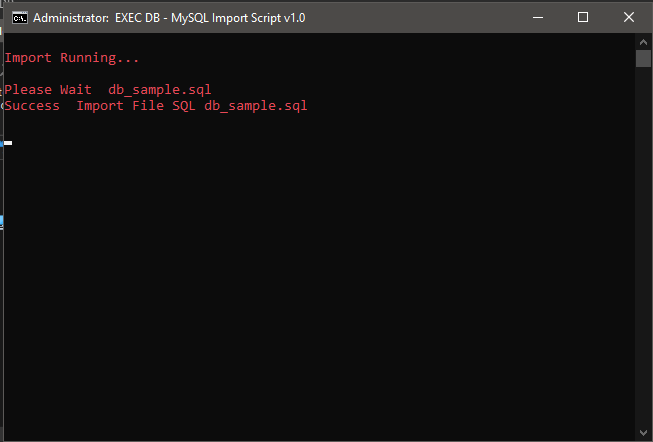 Administrator:  EXEC DB - MySQL Import Script v1.0
Import Running...
Please Wait  db_sample.sql
Success  Import File SQL db_sample.sql